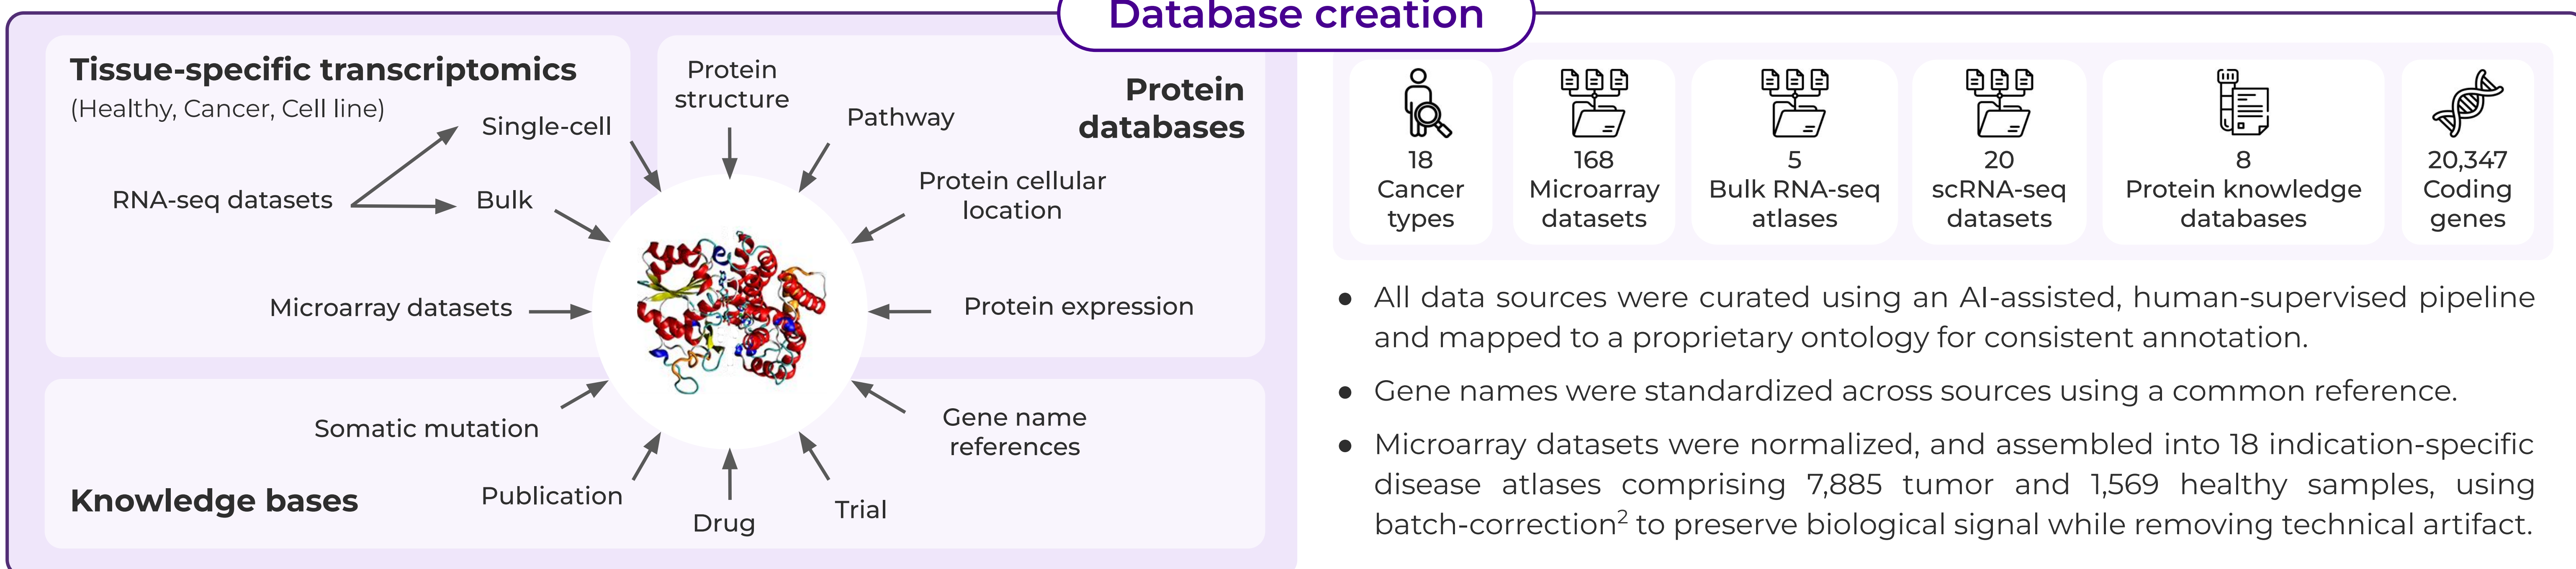 Database creation
Tissue-specific transcriptomics
(Healthy, Cancer, Cell line)
RNA-seq datasets
Single-cell
Bulk
Microarray datasets
Protein
structure
Pathway
Protein
databases
Protein cellular
location
Protein expression
Somatic mutation
Publication
Drug
Trial
Gene name
references
Knowledge bases
18
Cancer
types
168
Microarray
datasets
5
Bulk RNA-seq
atlases
20
scRNA-seq
datasets
8
Protein knowledge
databases
20,347
Coding
genes
● All data sources were curated using an AI-assisted, human-supervised pipeline
and mapped to a proprietary ontology for consistent annotation.
● Gene names were standardized across sources using a common reference.
● Microarray datasets were normalized, and assembled into 18 indication-specific
disease atlases comprising 7,885 tumor and 1,569 healthy samples, using
batch-correction² to preserve biological signal while removing technical artifact.